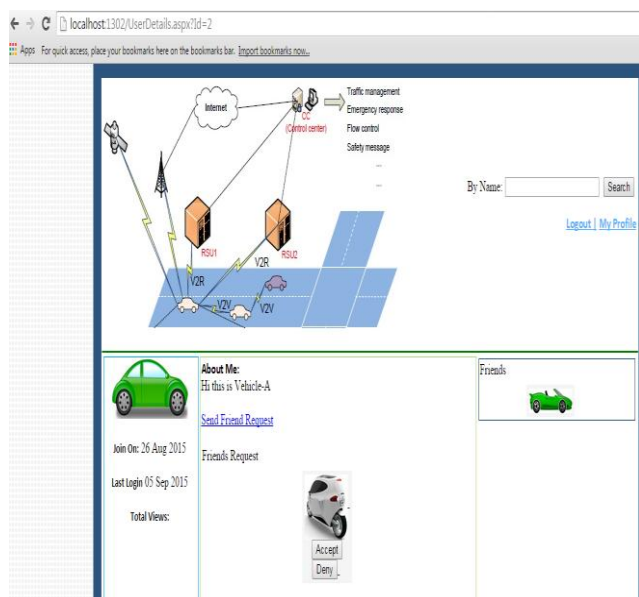 localhost:1302/UserDetails.aspx?Id=2
Apps For quick access, place your bookmarks here on the bookmarks bar. Import bookmarks now...
Internet
CC
(Control center)
Traffic management
Emergency response
Flow control
Safety message
...
...
By Name: Search
Logout | My Profile
RSU1
RSU2
V2R
V2R
V2V
V2V
About Me:
Hi this is Vehicle-A
Send Friend Request
Friends Request
Accept
Deny
Join On: 26 Aug 2015
Last Login 05 Sep 2015
Total Views:
Friends